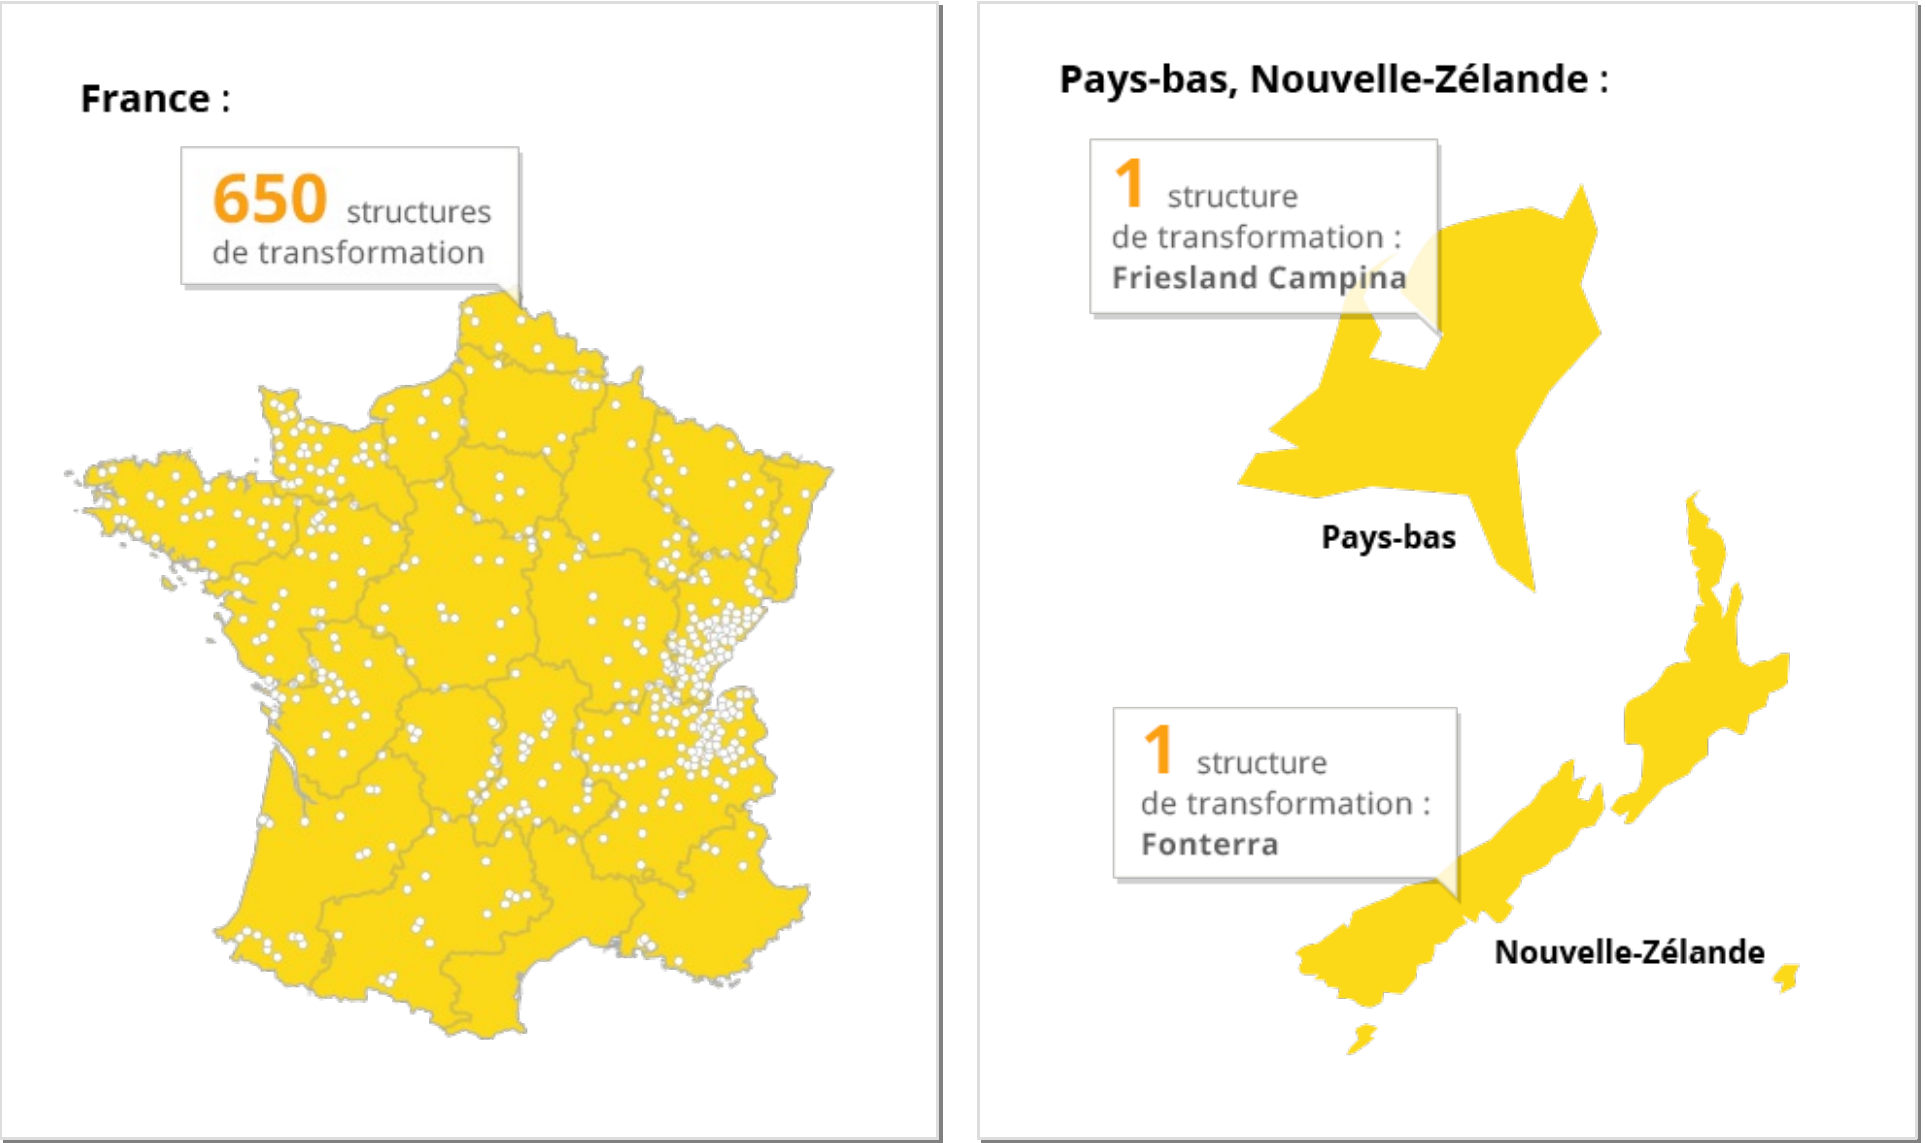 France :
650 structures
de transformation
Pays-bas, Nouvelle-Zélande :
1 structure
de transformation :
Friesland Campina
Pays-bas
1 structure
de transformation :
Fonterra
Nouvelle-Zélande